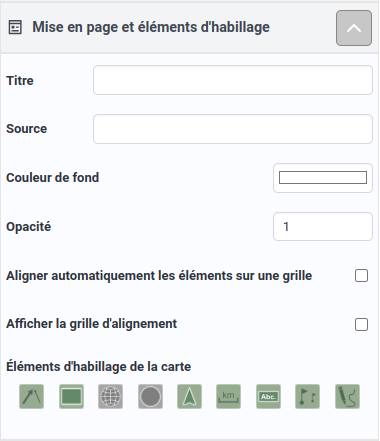 Mise en page et éléments d'habillage
Titre
Source
Couleur de fond
Opacité 1
Aligner automatiquement les éléments sur une grille
Afficher la grille d'alignement
Éléments d'habillage de la carte
km Abc